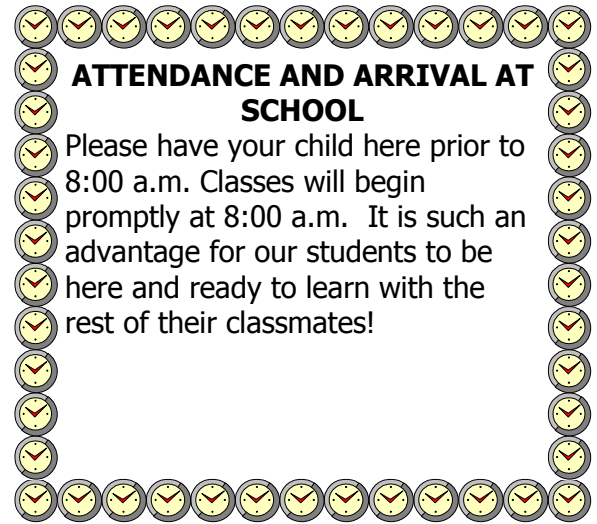 ATTENDANCE AND ARRIVAL AT
SCHOOL
Please have your child here prior to
8:00 a.m. Classes will begin
promptly at 8:00 a.m.  It is such an
advantage for our students to be
here and ready to learn with the
rest of their classmates!